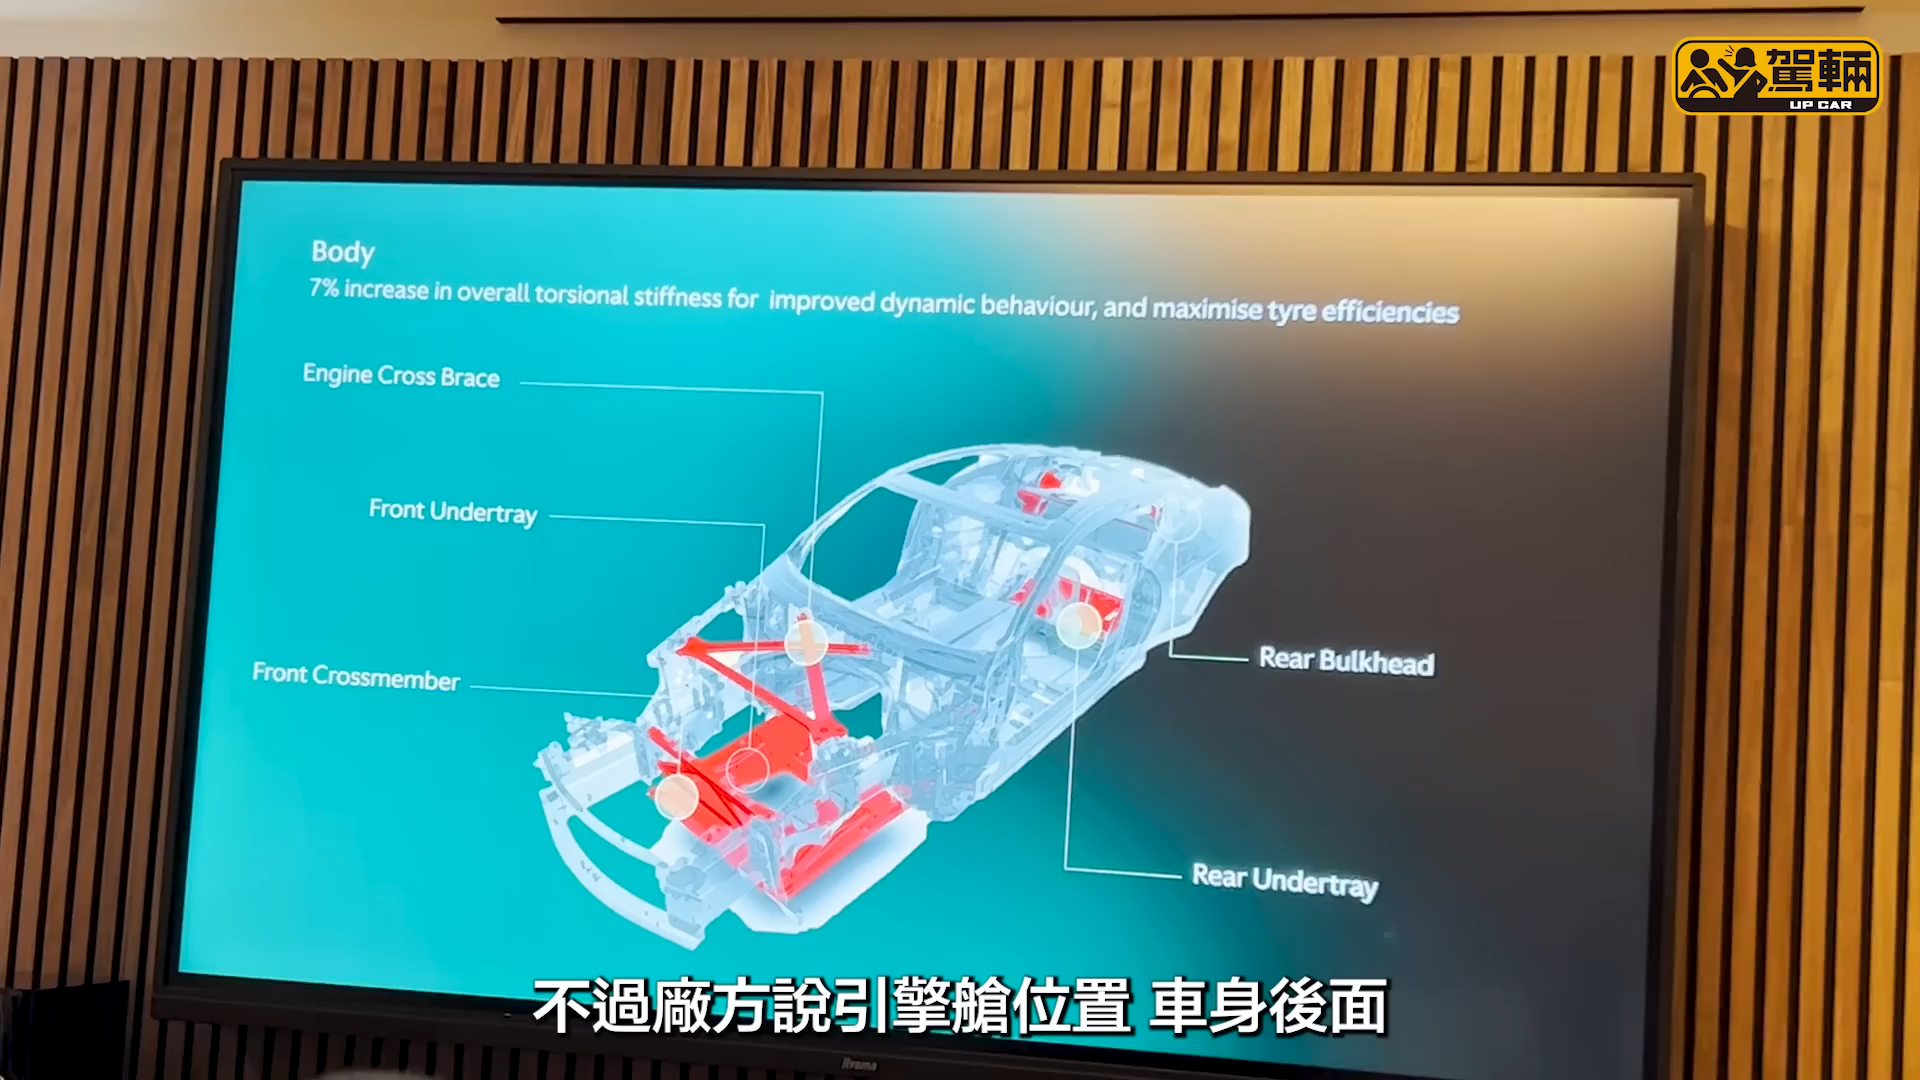 駕輛
UP CAR
Body
7% increase in overall torsional stiffness for improved dynamic behaviour, and maximise tyre efficiencies
Engine Cross Brace
Front Undertray
Front Crossmember
Rear Bulkhead
Rear Undertray
不過廠方說引擎艙位置 車身後面
iiyama